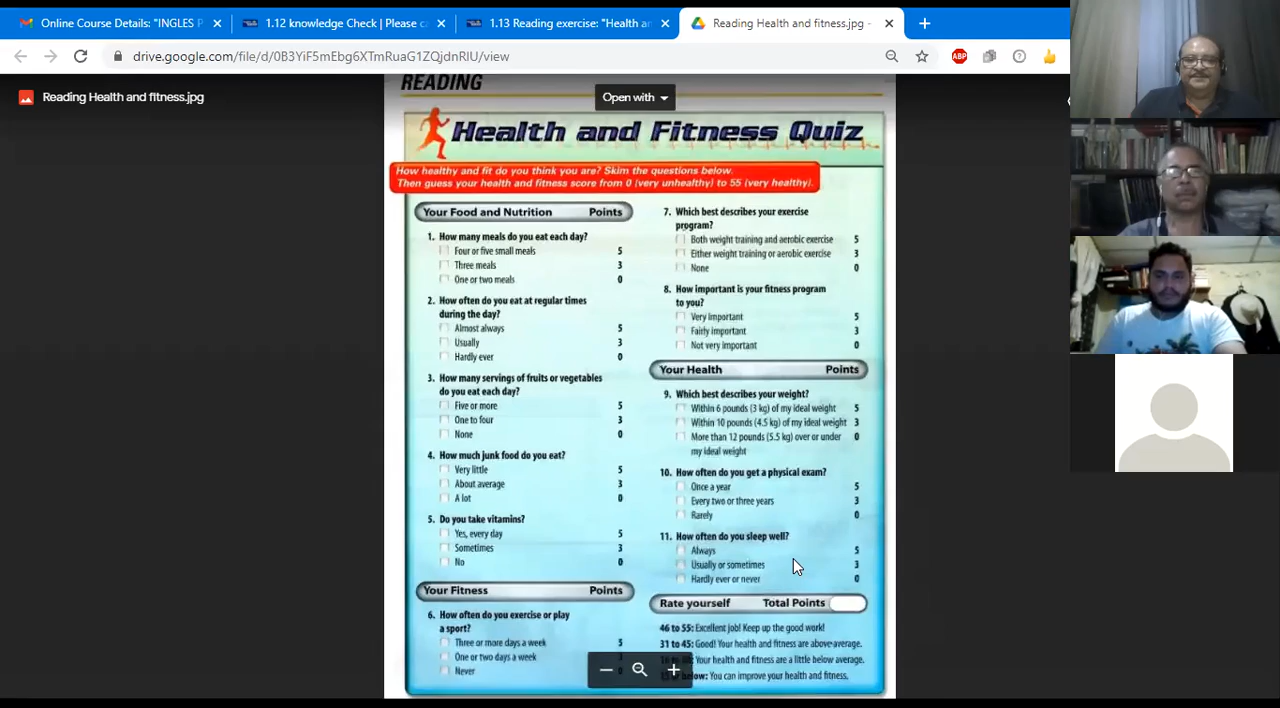 Online Course Details: "INGLES P
1.12 knowledge Check | Please ca
1.13 Reading exercise: "Health an
Reading Health and fitness.jpg -
drive.google.com/file/d/0B3YiF5mEbg6XTmRuaG1ZQjdnRlU/view
ABP
Reading Health and fitness.jpg
Open with
READING
Health and Fitness Quiz
How healthy and fit do you think you are? Skim the questions below.
Then guess your health and fitness score from 0 (very unhealthy) to 55 (very healthy).
Your Food and Nutrition Points
1. How many meals do you eat each day?
Four or five small meals 5
Three meals 3
One or two meals 0
2. How often do you eat at regular times
during the day?
Almost always 5
Usually 3
Hardly ever 0
3. How many servings of fruits or vegetables
do you eat each day?
Five or more 5
One to four 3
None 0
4. How much junk food do you eat?
Very little 5
About average 3
A lot 0
5. Do you take vitamins?
Yes, every day 5
Sometimes 3
No 0
Your Fitness Points
6. How often do you exercise or play
a sport?
Three or more days a week 5
One or two days a week 3
Never 0
7. Which best describes your exercise
program?
Both weight training and aerobic exercise 5
Either weight training or aerobic exercise 3
None 0
8. How important is your fitness program
to you?
Very important 5
Fairly important 3
Not very important 0
Your Health Points
9. Which best describes your weight?
Within 6 pounds (3 kg) of my ideal weight 5
Within 10 pounds (4.5 kg) of my ideal weight 3
More than 12 pounds (5.5 kg) over or under 0
my ideal weight
10. How often do you get a physical exam?
Once a year 5
Every two or three years 3
Rarely 0
11. How often do you sleep well?
Always 5
Usually or sometimes 3
Hardly ever or never 0
Rate yourself Total Points
46 to 55: Excellent job! Keep up the good work!
31 to 45: Good! Your health and fitness are above average.
Your health and fitness are a little below average.
below: You can improve your health and fitness.